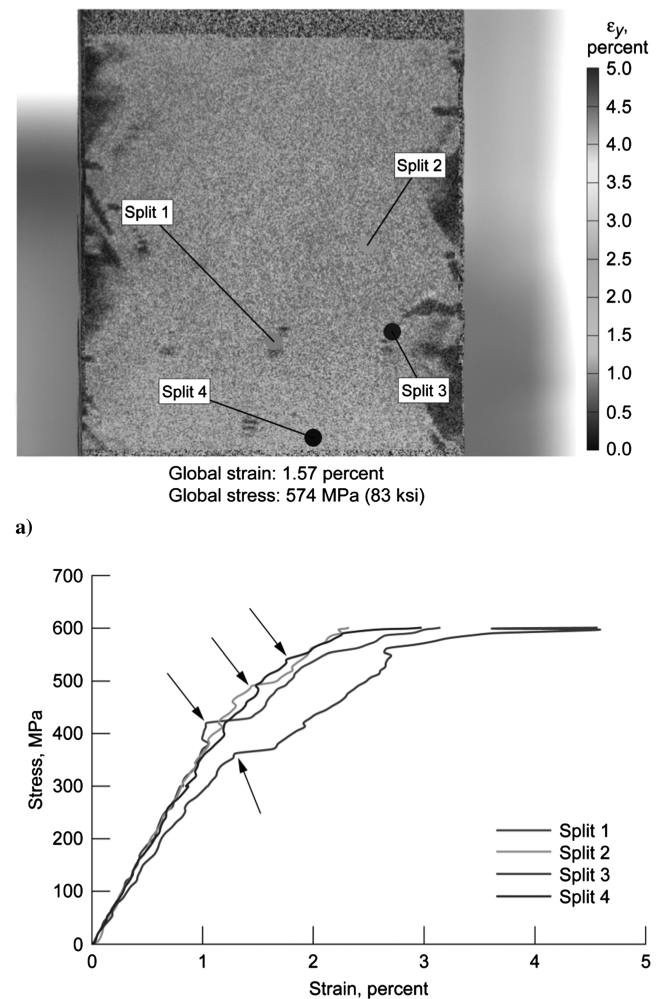 εy,
percent
5.0
4.5
4.0
3.5
3.0
2.5
2.0
1.5
1.0
0.5
0.0
Split 2
Split 1
Split 4
Split 3
Global strain: 1.57 percent
Global stress: 574 MPa (83 ksi)
a)
700
600
500
400
300
200
100
0
Stress, MPa
Split 1
Split 2
Split 3
Split 4
0 1 2 3 4 5
Strain, percent